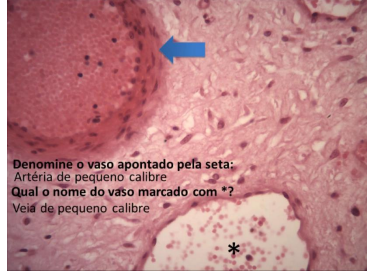 Denomine o vaso apontado pela seta:
Artéria de pequeno calibre
Qual o nome do vaso marcado com *?
Veia de pequeno calibre
*